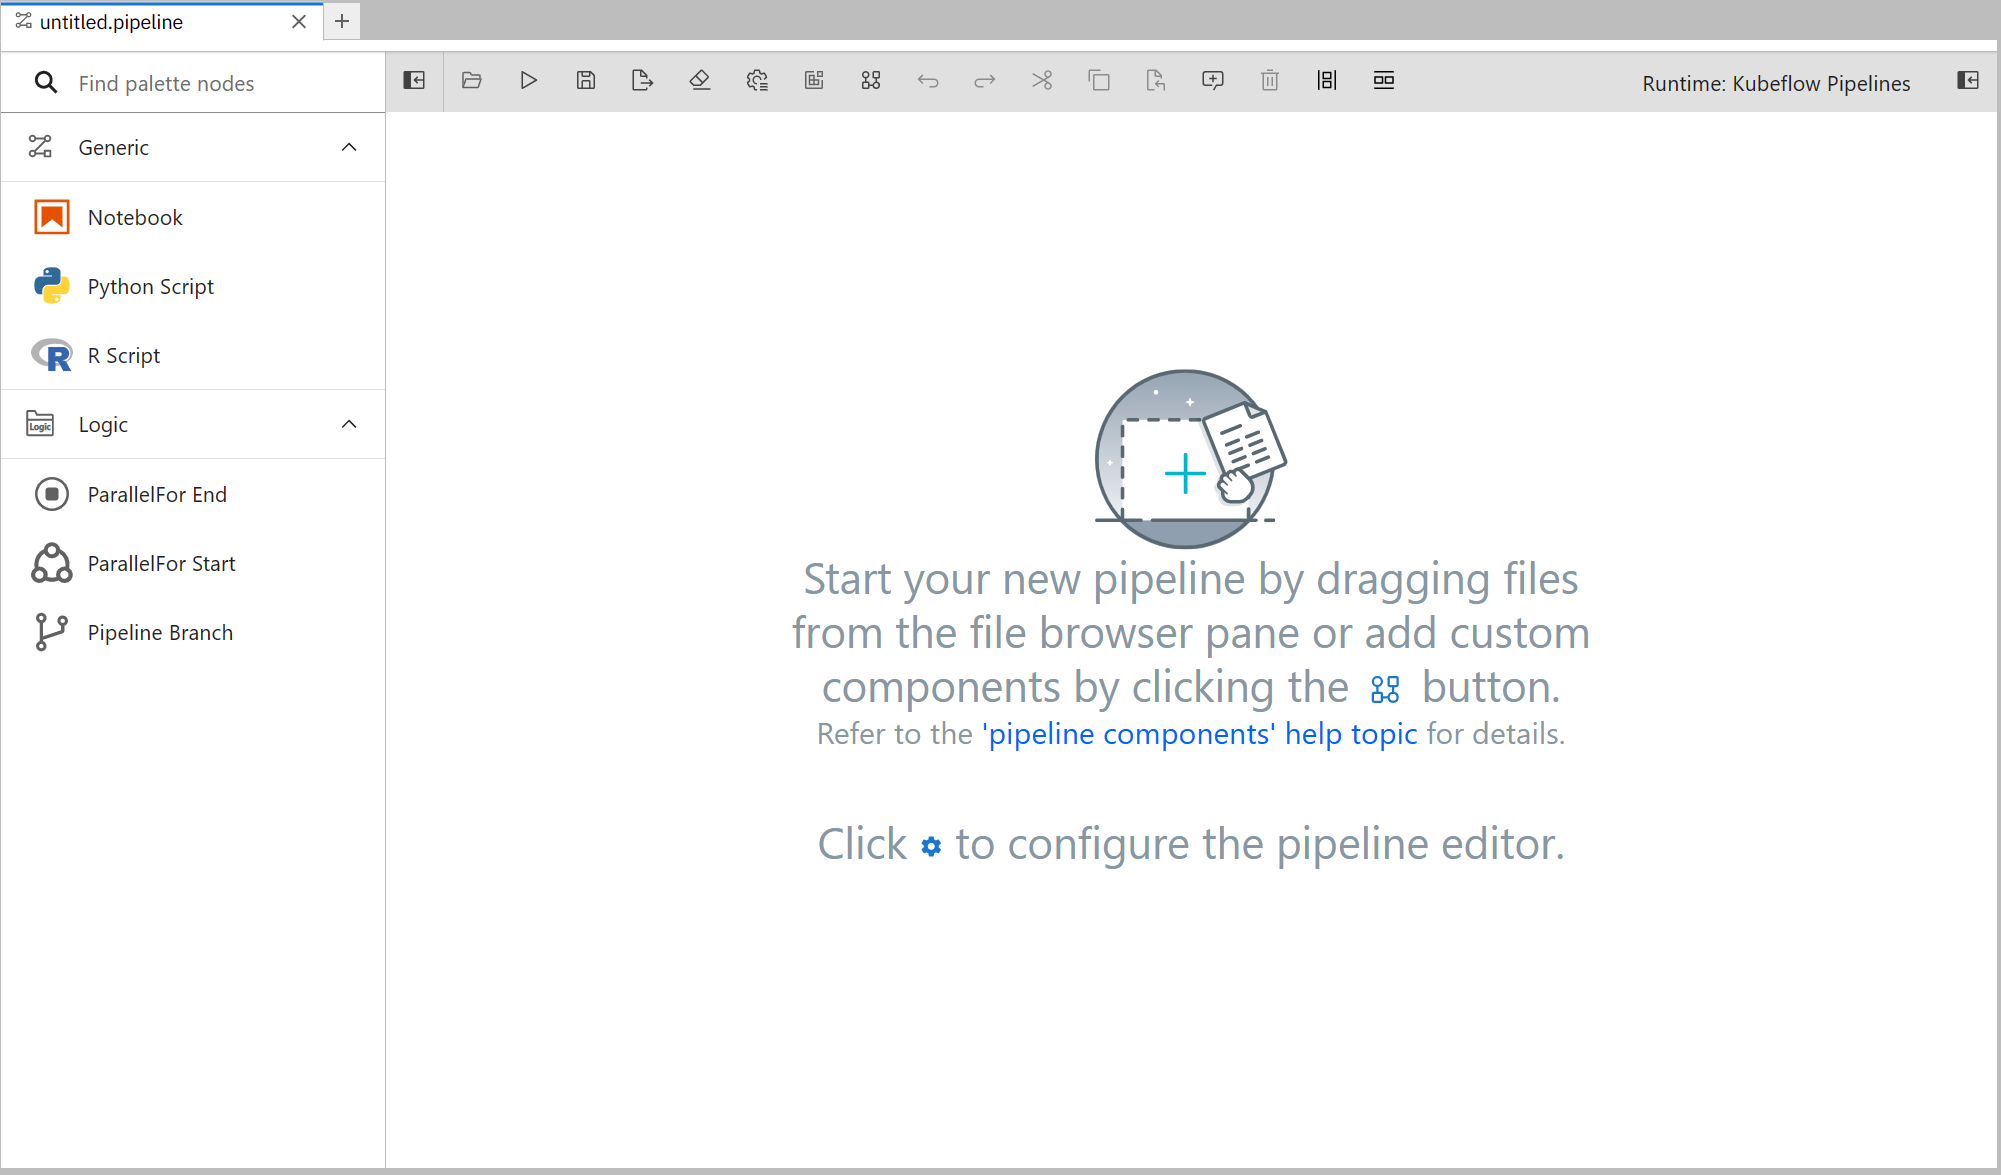 untitled.pipeline
Find palette nodes
Runtime: Kubeflow Pipelines
Generic
Notebook
Python Script
R Script
Logic
Logic
ParallelFor End
ParallelFor Start
Pipeline Branch
Start your new pipeline by dragging files
from the file browser pane or add custom
components by clicking the button.
Refer to the 'pipeline components' help topic for details.
Click to configure the pipeline editor.